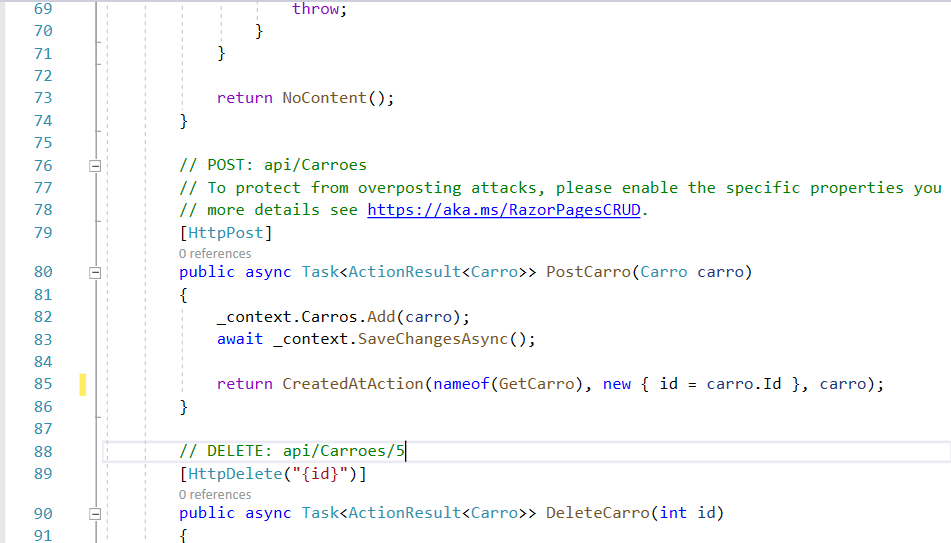 69 throw;
70 }
71 }
72
73 return NoContent();
74 }
75
76 // POST: api/Carroes
77 // To protect from overposting attacks, please enable the specific properties you
78 // more details see https://aka.ms/RazorPagesCRUD.
79 [HttpPost]
0 references
80 public async Task<ActionResult<Carro>> PostCarro(Carro carro)
81 {
82 _context.Carros.Add(carro);
83 await _context.SaveChangesAsync();
84
85 return CreatedAtAction(nameof(GetCarro), new { id = carro.Id }, carro);
86 }
87
88 // DELETE: api/Carroes/5
89 [HttpDelete("{id}")]
0 references
90 public async Task<ActionResult<Carro>> DeleteCarro(int id)
91 {